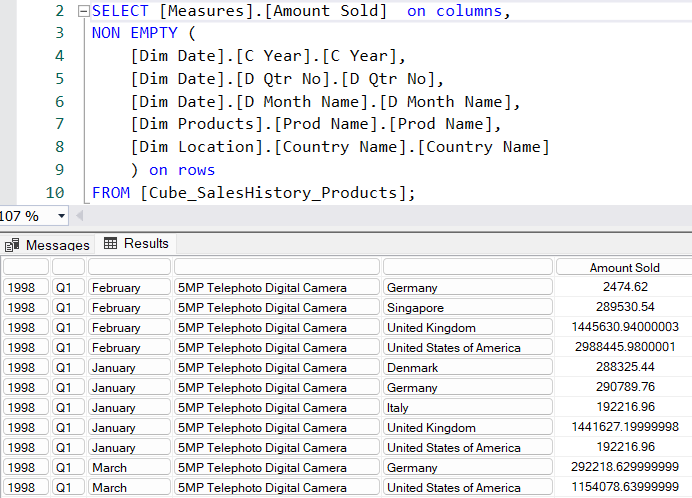 2 SELECT [Measures].[Amount Sold]  on columns,
3 NON EMPTY (
4 [Dim Date].[C Year].[C Year],
5 [Dim Date].[D Qtr No].[D Qtr No],
6 [Dim Date].[D Month Name].[D Month Name],
7 [Dim Products].[Prod Name].[Prod Name],
8 [Dim Location].[Country Name].[Country Name]
9 ) on rows
10 FROM [Cube_SalesHistory_Products];
107 %
Messages Results
Amount Sold
1998 Q1 February 5MP Telephoto Digital Camera Germany 2474.62
1998 Q1 February 5MP Telephoto Digital Camera Singapore 289530.54
1998 Q1 February 5MP Telephoto Digital Camera United Kingdom 1445630.94000003
1998 Q1 February 5MP Telephoto Digital Camera United States of America 2988445.9800001
1998 Q1 January 5MP Telephoto Digital Camera Denmark 288325.44
1998 Q1 January 5MP Telephoto Digital Camera Germany 290789.76
1998 Q1 January 5MP Telephoto Digital Camera Italy 192216.96
1998 Q1 January 5MP Telephoto Digital Camera United Kingdom 1441627.19999998
1998 Q1 January 5MP Telephoto Digital Camera United States of America 192216.96
1998 Q1 March 5MP Telephoto Digital Camera Germany 292218.629999999
1998 Q1 March 5MP Telephoto Digital Camera United States of America 1154078.63999999